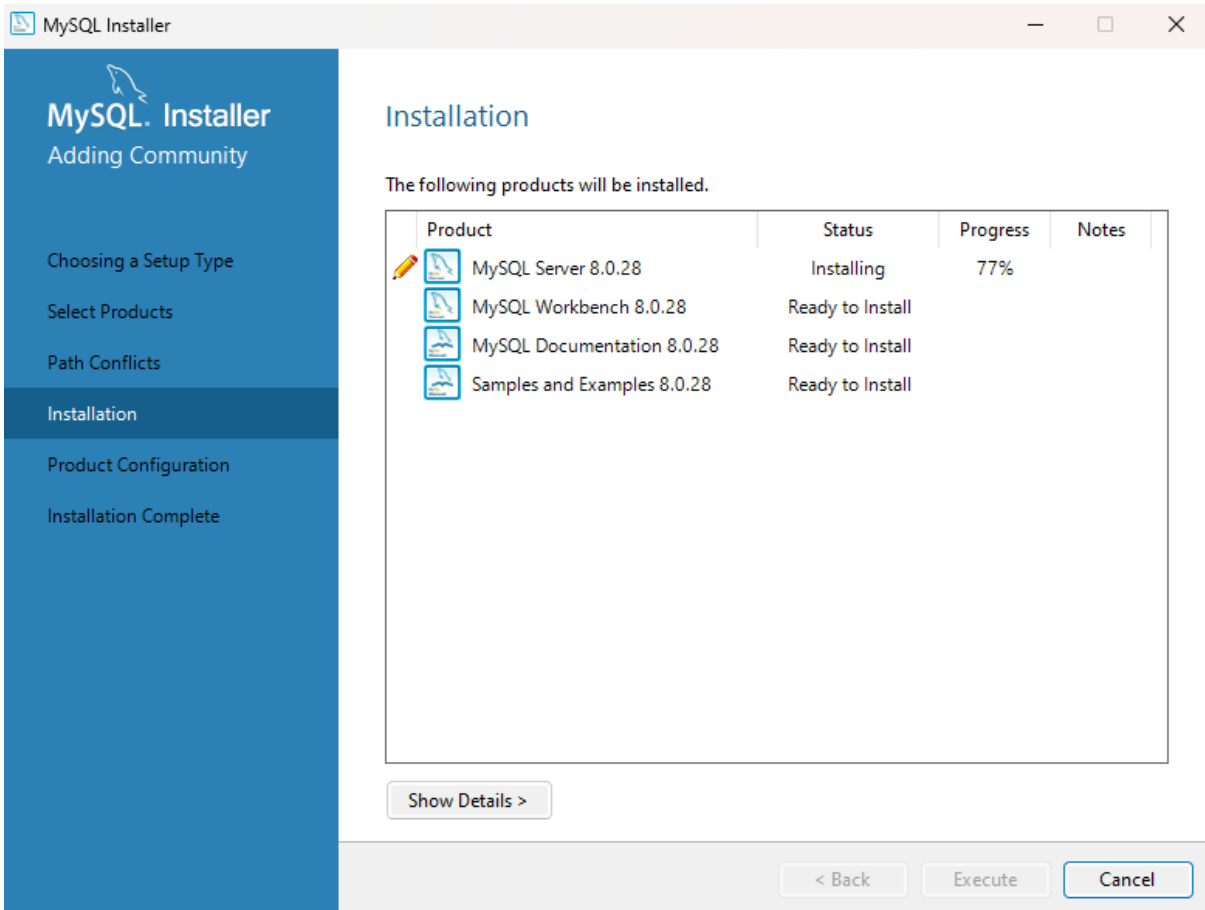 MySQL Installer
MySQL. Installer
Adding Community
Choosing a Setup Type
Select Products
Path Conflicts
Installation
Product Configuration
Installation Complete
Installation
The following products will be installed.
Product Status Progress Notes
MySQL Server 8.0.28 Installing 77%
MySQL Workbench 8.0.28 Ready to Install
MySQL Documentation 8.0.28 Ready to Install
Samples and Examples 8.0.28 Ready to Install
Show Details >
< Back Execute Cancel